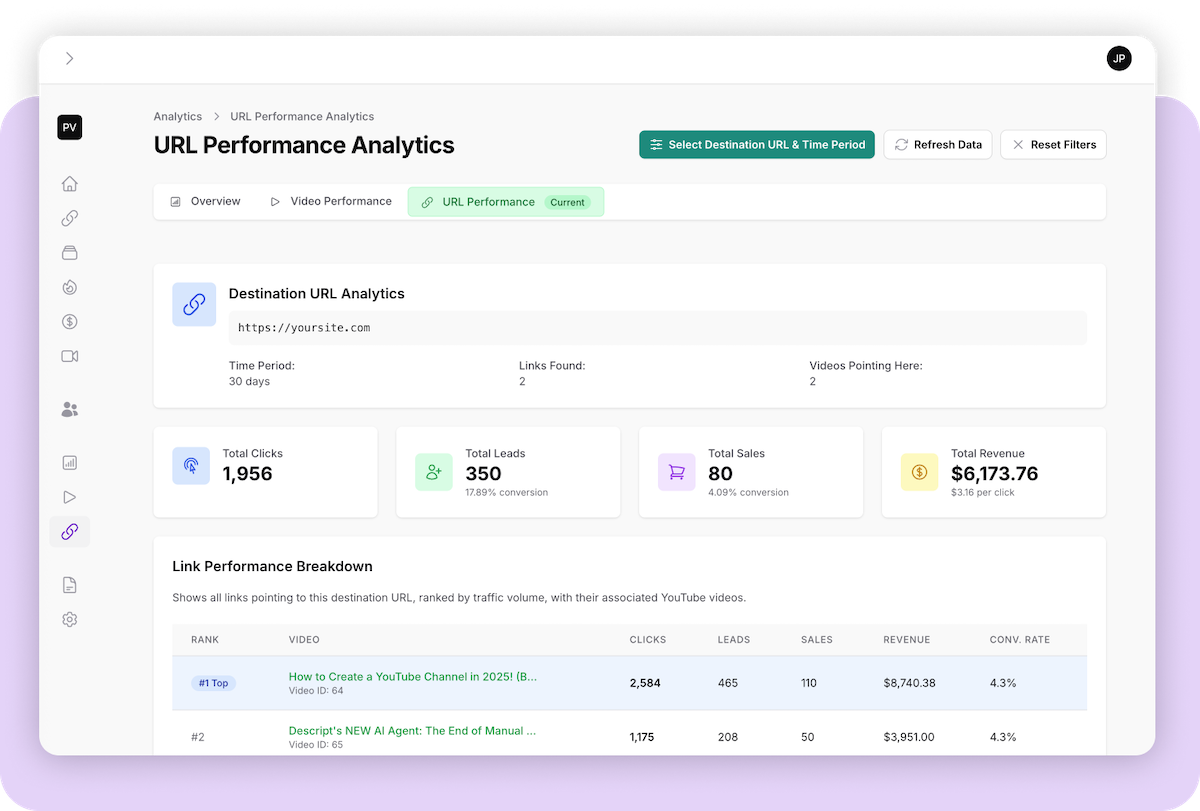 JP
PV
Analytics > URL Performance Analytics
URL Performance Analytics
Select Destination URL & Time Period
Refresh Data
Reset Filters
Overview
Video Performance
URL Performance Current
Destination URL Analytics
https://yoursite.com
Time Period:
30 days
Links Found:
2
Videos Pointing Here:
2
Total Clicks
1,956
Total Leads
350
17.89% conversion
Total Sales
80
4.09% conversion
Total Revenue
$6,173.76
$3.16 per click
Link Performance Breakdown
Shows all links pointing to this destination URL, ranked by traffic volume, with their associated YouTube videos.
RANK VIDEO CLICKS LEADS SALES REVENUE CONV. RATE
#1 Top How to Create a YouTube Channel in 2025! (B... 2,584 465 110 $8,740.38 4.3%
Video ID: 64
#2 Descript's NEW AI Agent: The End of Manual ... 1,175 208 50 $3,951.00 4.3%
Video ID: 65